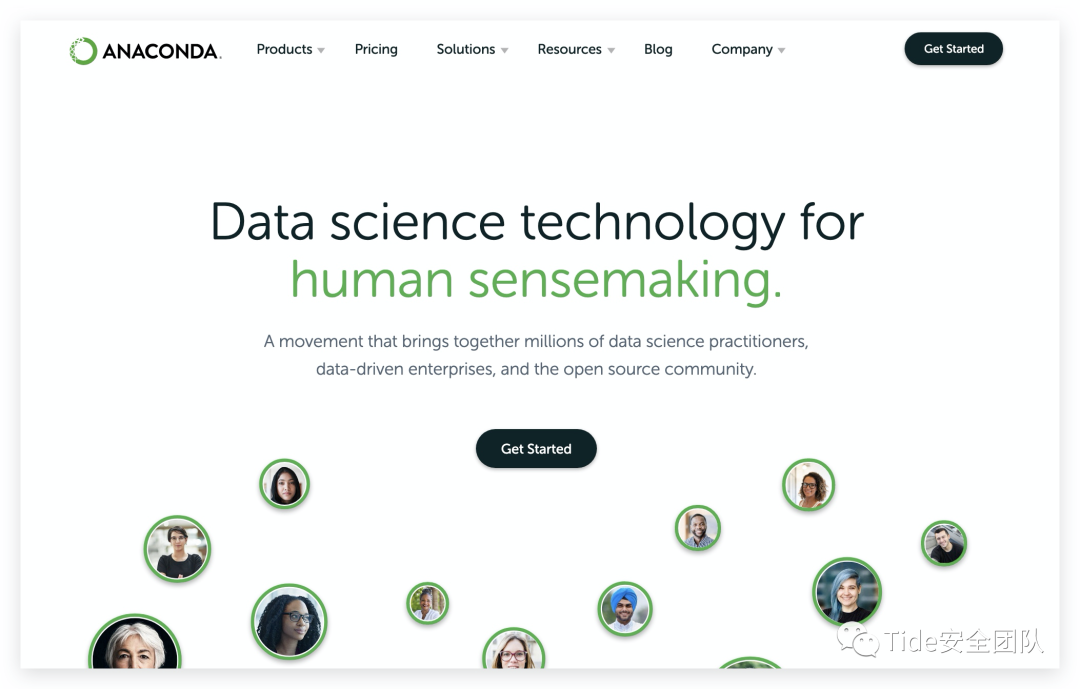 ANACONDA.
Products
Pricing
Solutions
Resources
Blog
Company
Get Started
Data science technology for
human sensemaking.
A movement that brings together millions of data science practitioners,
data-driven enterprises, and the open source community.
Get Started
Tide安全团队